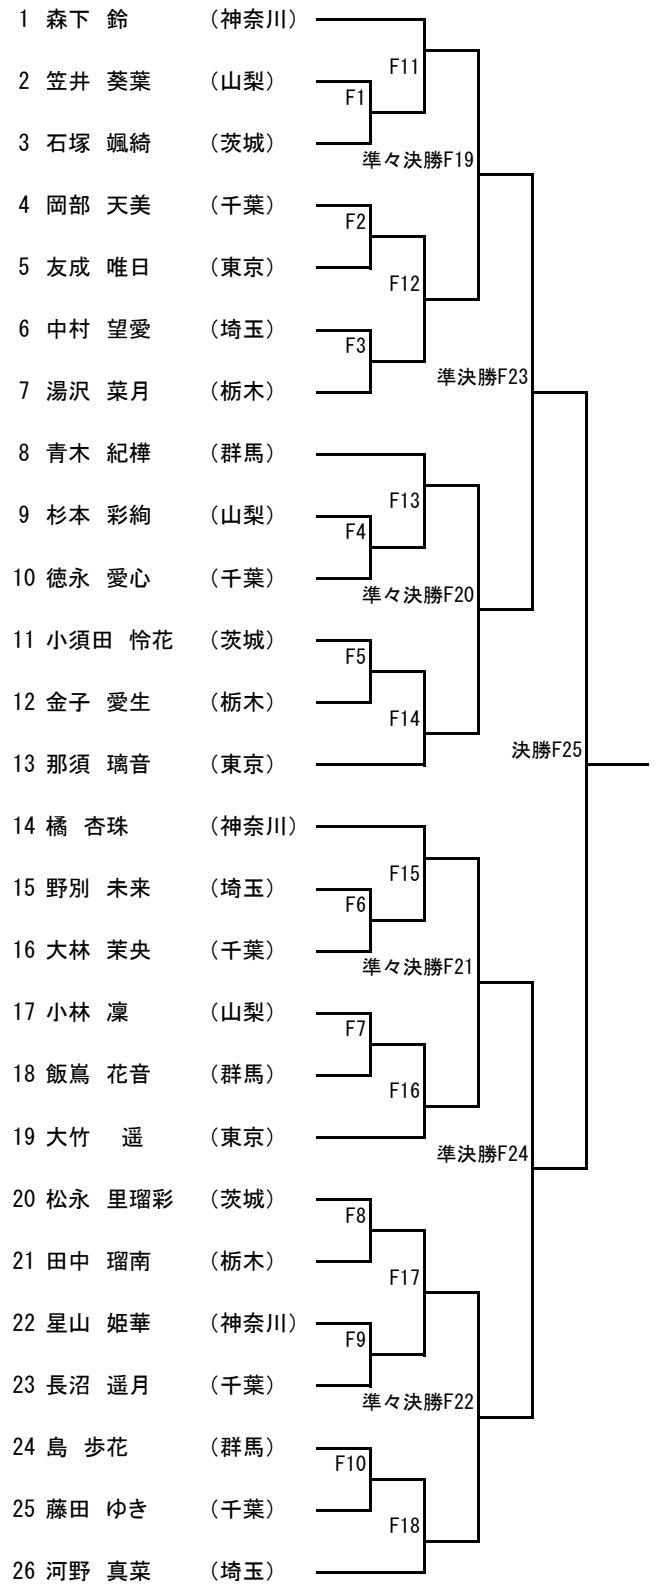 1 森下 鈴 （神奈川）
F11
2 笠井 葵葉 （山梨）
F1
3 石塚 颯綺 （茨城）
準々決勝F19
4 岡部 天美 （千葉）
F2
5 友成 唯日 （東京）
F12
6 中村 望愛 （埼玉）
F3
準決勝F23
7 湯沢 菜月 （栃木）
8 青木 紀樺 （群馬）
F13
9 杉本 彩絢 （山梨）
F4
10 徳永 愛心 （千葉）
準々決勝F20
11 小須田 怜花 （茨城）
F5
12 金子 愛生 （栃木）
F14
決勝F25
13 那須 璃音 （東京）
14 橘 杏珠 （神奈川）
F15
15 野別 未来 （埼玉）
F6
16 大林 茉央 （千葉）
準々決勝F21
17 小林 凜 （山梨）
F7
18 飯嶌 花音 （群馬）
F16
19 大竹 遥 （東京）
準決勝F24
20 松永 里瑠彩 （茨城）
F8
21 田中 瑠南 （栃木）
F17
22 星山 姫華 （神奈川）
F9
23 長沼 遥月 （千葉）
準々決勝F22
24 島 歩花 （群馬）
F10
25 藤田 ゆき （千葉）
F18
26 河野 真菜 （埼玉）